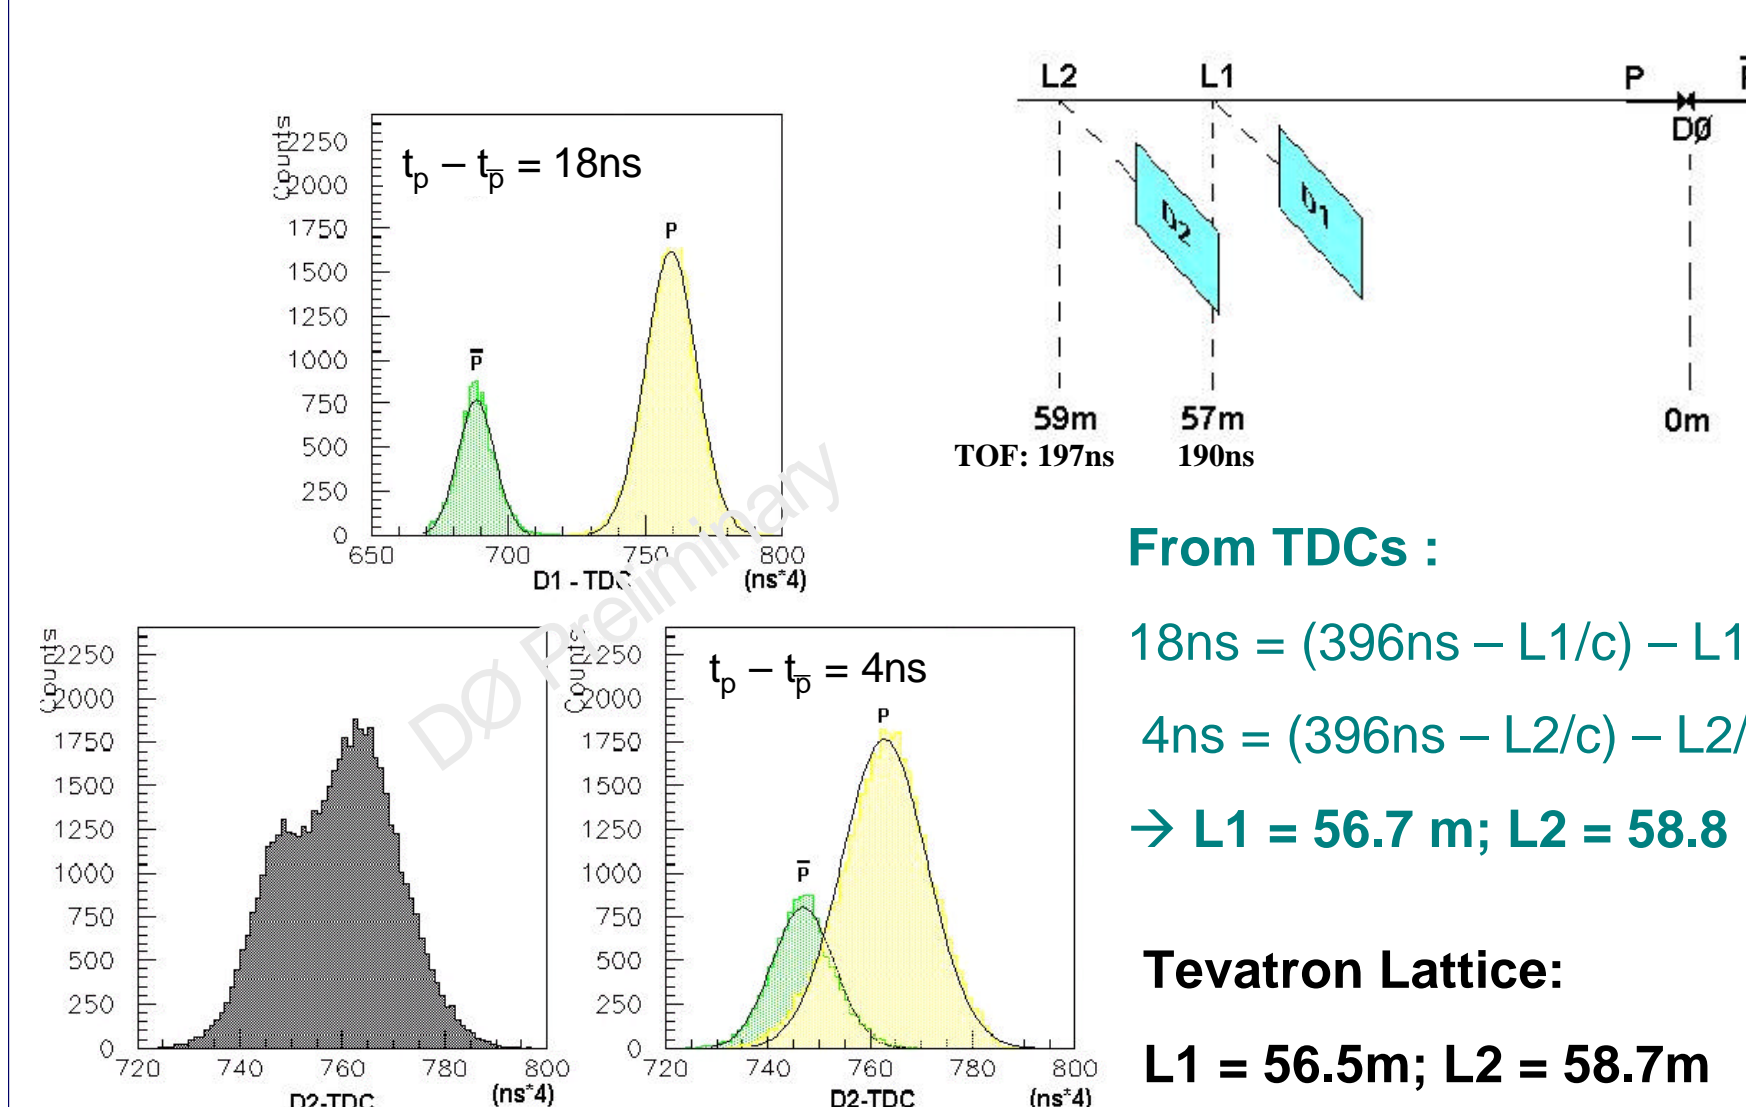 L2 L1 P DØ
59m 57m 0m
TOF: 197ns 190ns
Counts
t_p – t_p̅ = 18ns
2250
2000
1750
1500
1250
1000
750
500
250
0
p̅ P
650 700 750 800
D1 - TDC (ns*4)
D2 D1
DØ Preliminary
From TDCs :
18ns = (396ns – L1/c) – L1
4ns = (396ns – L2/c) – L2/
→ L1 = 56.7 m; L2 = 58.8
Tevatron Lattice:
L1 = 56.5m; L2 = 58.7m
Counts
2250
2000
1750
1500
1250
1000
750
500
250
0
720 740 760 780 800
D2-TDC (ns*4)
Counts
t_p – t_p̅ = 4ns
2250
2000
1750
1500
1250
1000
750
500
250
0
p̅ P
720 740 760 780 800
D2-TDC (ns*4)